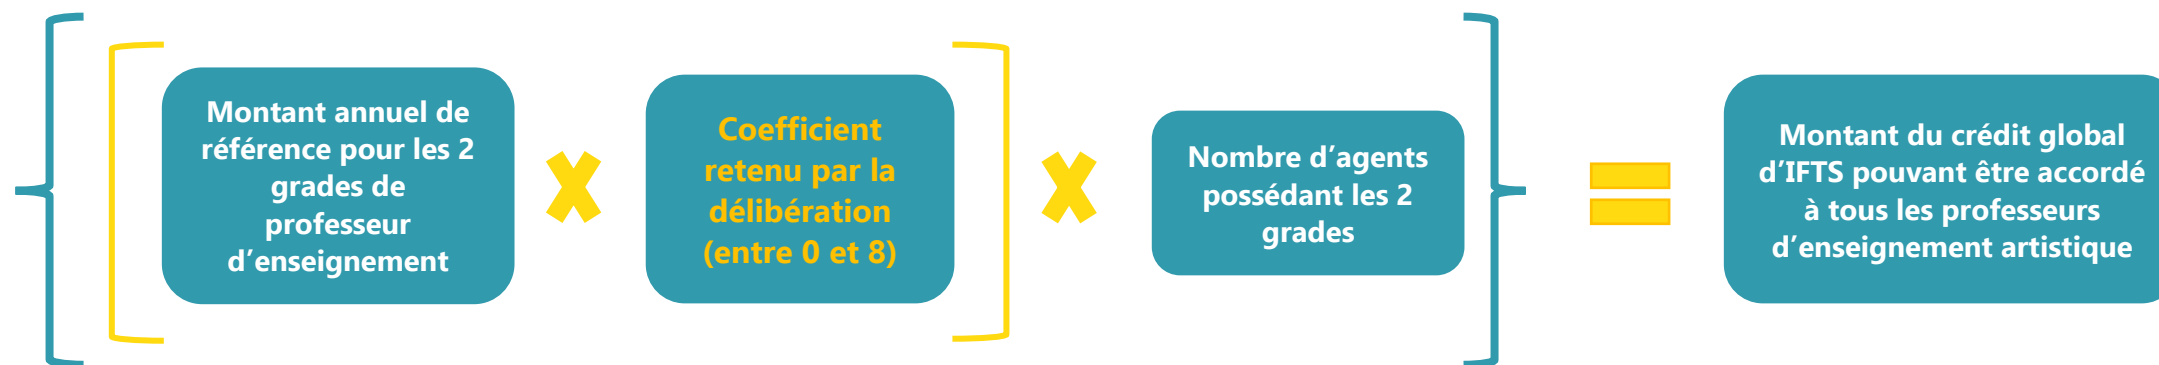 Montant annuel de
référence pour les 2
grades de
professeur
d’enseignement
Coefficient
retenu par la
délibération
(entre 0 et 8)
Nombre d’agents
possédant les 2
grades
Montant du crédit global
d’IFTS pouvant être accordé
à tous les professeurs
d’enseignement artistique